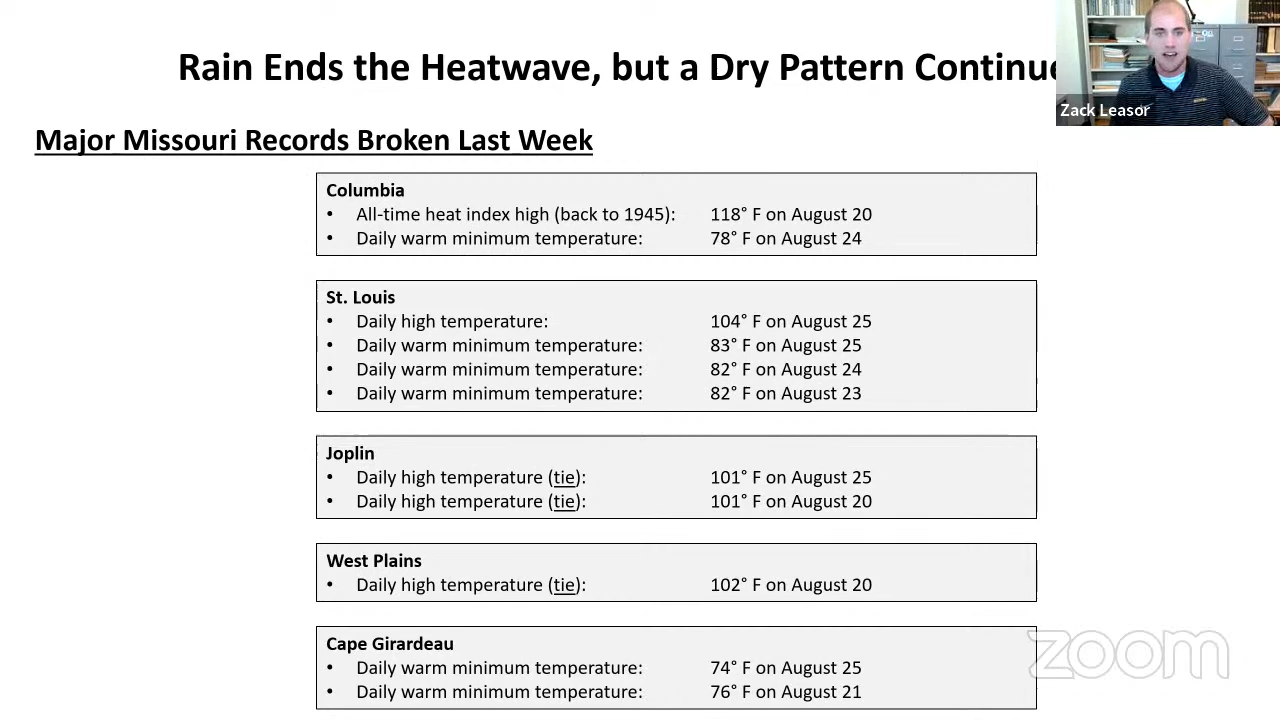 Rain Ends the Heatwave, but a Dry Pattern Continue
Zack Leasor
Major Missouri Records Broken Last Week
Columbia
• All-time heat index high (back to 1945): 118° F on August 20
• Daily warm minimum temperature: 78° F on August 24
St. Louis
• Daily high temperature: 104° F on August 25
• Daily warm minimum temperature: 83° F on August 25
• Daily warm minimum temperature: 82° F on August 24
• Daily warm minimum temperature: 82° F on August 23
Joplin
• Daily high temperature (tie): 101° F on August 25
• Daily high temperature (tie): 101° F on August 20
West Plains
• Daily high temperature (tie): 102° F on August 20
Cape Girardeau
• Daily warm minimum temperature: 74° F on August 25
• Daily warm minimum temperature: 76° F on August 21
zoom